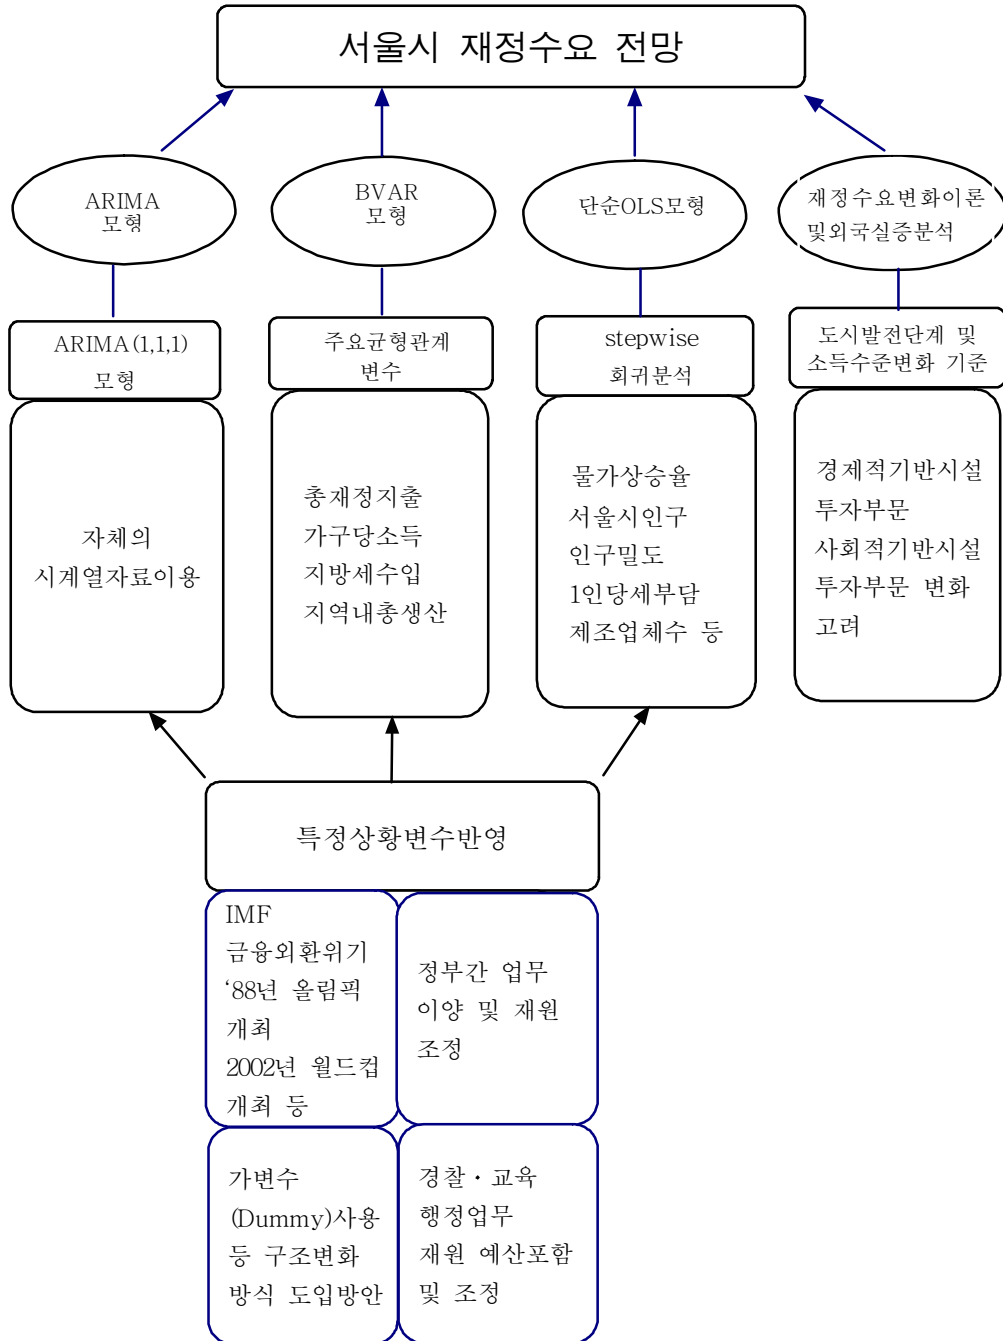 서울시 재정수요 전망
ARIMA
모형
BVAR
모형
단순OLS모형
재정수요변화이론
및외국실증분석
ARIMA(1,1,1)
모형
주요균형관계
변수
stepwise
회귀분석
도시발전단계 및
소득수준변화 기준
자체의
시계열자료이용
총재정지출
가구당소득
지방세수입
지역내총생산
물가상승율
서울시인구
인구밀도
1인당세부담
제조업체수 등
경제적기반시설
투자부문
사회적기반시설
투자부문 변화
고려
특정상황변수반영
IMF
금융외환위기
‘88년 올림픽
개최
2002년 월드컵
개최 등
정부간 업무
이양 및 재원
조정
가변수
(Dummy)사용
등 구조변화
방식 도입방안
경찰·교육
행정업무
재원 예산포함
및 조정